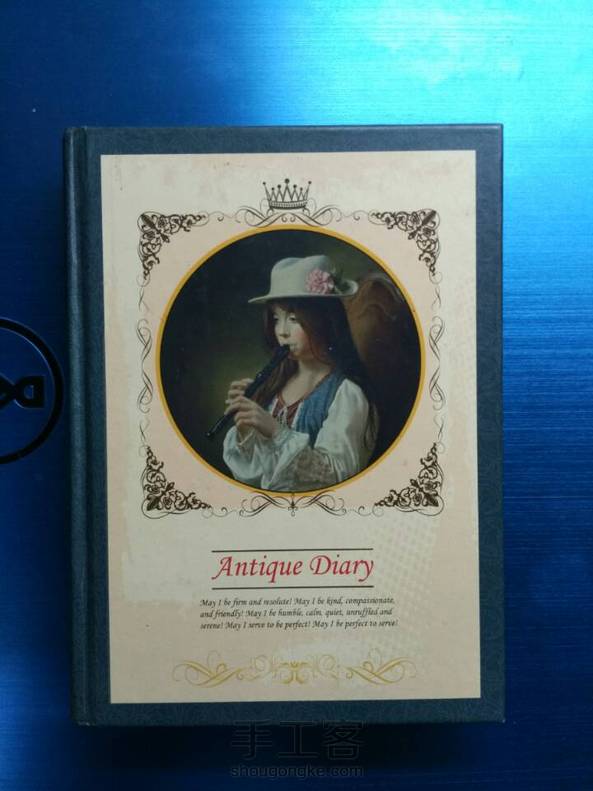 Antique Diary
May I be firm and resolute! May I be kind, compassionate,
and friendly! May I be humble, calm, quiet, unruffled and
serene! May I serve to be perfect! May I be perfect to serve!
手工客
shougongke.com